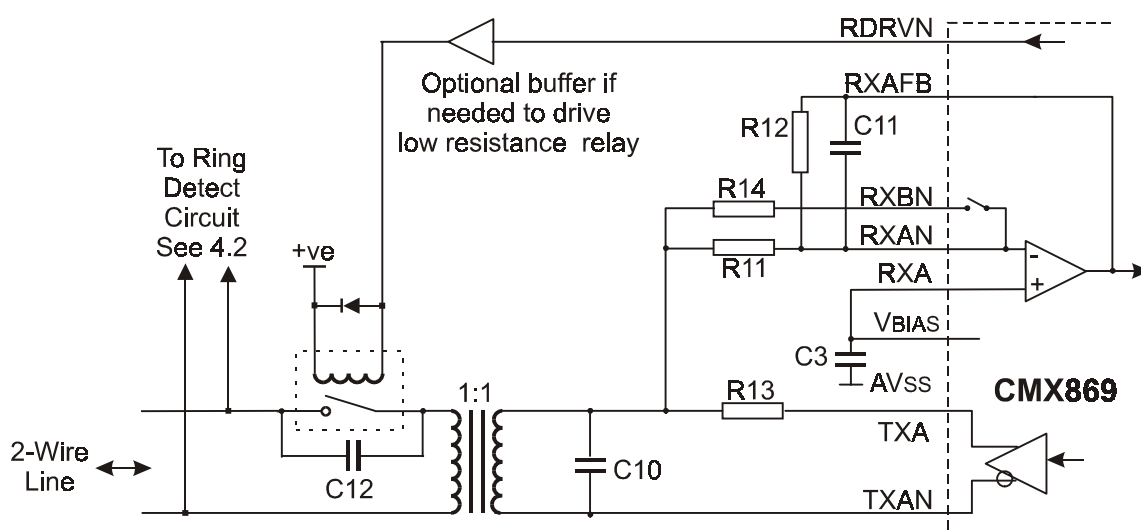 RDRVN
Optional buffer if
needed to drive
low resistance relay
RXAFB
R12
C11
To Ring
Detect
Circuit
See 4.2
R14
RXBN
+ve
R11
RXAN
-
RXA
+
VBIAS
C3
AVSS
1:1
R13
CMX869
TXA
2-Wire
Line
C12
C10
TXAN